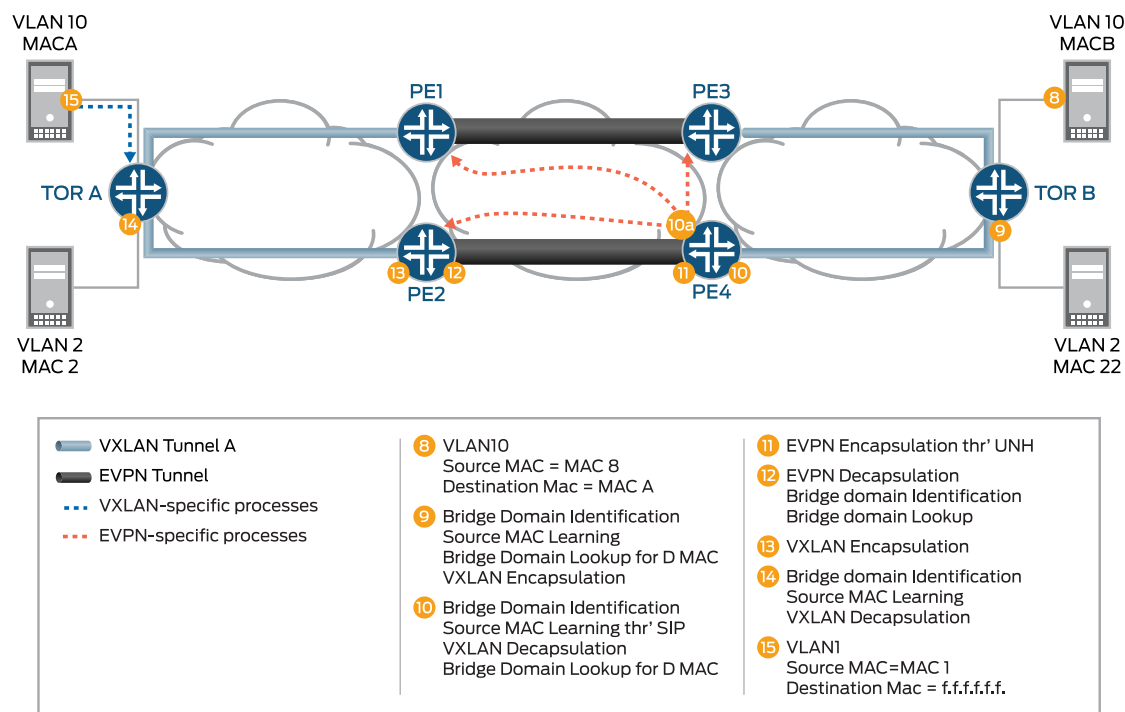 VLAN 10
MACA
VLAN 10
MACB
15
PE1
PE3
8
TOR A
TOR B
14
10a
9
13
12
11
10
PE2
PE4
VLAN 2
MAC 2
VLAN 2
MAC 22
VXLAN Tunnel A
EVPN Tunnel
VXLAN-specific processes
EVPN-specific processes
8 VLAN10
Source MAC = MAC 8
Destination Mac = MAC A
9 Bridge Domain Identification
Source MAC Learning
Bridge Domain Lookup for D MAC
VXLAN Encapsulation
10 Bridge Domain Identification
Source MAC Learning thr' SIP
VXLAN Decapsulation
Bridge Domain Lookup for D MAC
11 EVPN Encapsulation thr' UNH
12 EVPN Decapsulation
Bridge domain Identification
Bridge domain Lookup
13 VXLAN Encapsulation
14 Bridge domain Identification
Source MAC Learning
VXLAN Decapsulation
15 VLAN1
Source MAC=MAC 1
Destination Mac = f.f.f.f.f.f.